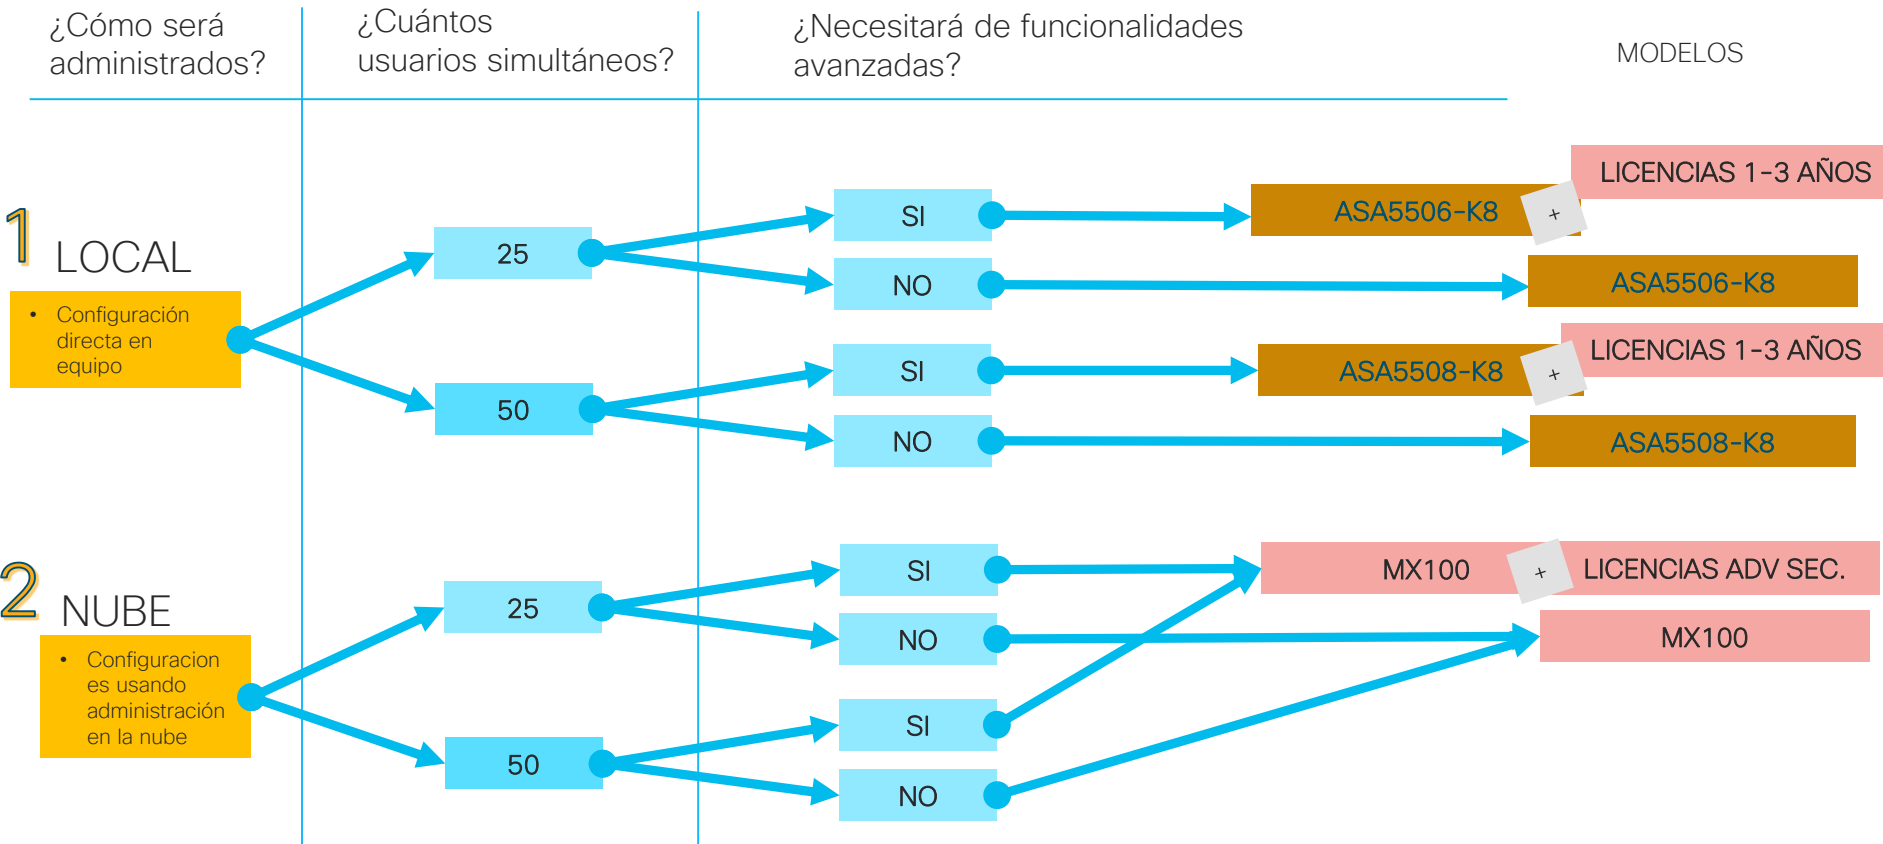 ¿Cómo será
administrados?
¿Cuántos
usuarios simultáneos?
¿Necesitará de funcionalidades
avanzadas?
MODELOS
1
LOCAL
• Configuración
directa en
equipo
25
50
SI
NO
SI
NO
ASA5506-K8
+
LICENCIAS 1-3 AÑOS
ASA5506-K8
ASA5508-K8
+
LICENCIAS 1-3 AÑOS
ASA5508-K8
2
NUBE
• Configuracion
es usando
administración
en la nube
25
50
SI
NO
SI
NO
MX100
+
LICENCIAS ADV SEC.
MX100